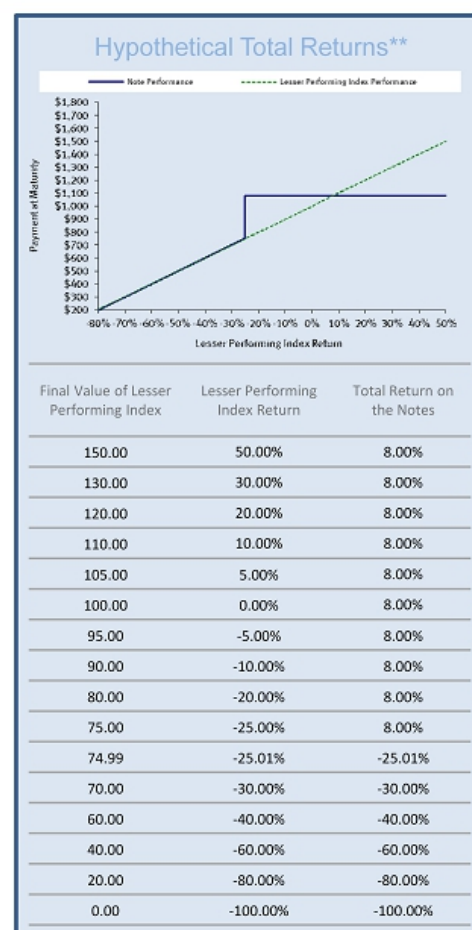 Hypothetical Total Returns**
Note Performance Lesser Performing Index Performance
$1,800
$1,700
$1,600
$1,500
$1,400
$1,300
$1,200
$1,100
$1,000
$900
$800
$700
$600
$500
$400
$300
$200
Payment at Maturity
-80% -70% -60% -50% -40% -30% -20% -10% 0% 10% 20% 30% 40% 50%
Lesser Performing Index Return
Final Value of Lesser Lesser Performing Total Return on
Performing Index Index Return the Notes
150.00 50.00% 8.00%
130.00 30.00% 8.00%
120.00 20.00% 8.00%
110.00 10.00% 8.00%
105.00 5.00% 8.00%
100.00 0.00% 8.00%
95.00 -5.00% 8.00%
90.00 -10.00% 8.00%
80.00 -20.00% 8.00%
75.00 -25.00% 8.00%
74.99 -25.01% -25.01%
70.00 -30.00% -30.00%
60.00 -40.00% -40.00%
40.00 -60.00% -60.00%
20.00 -80.00% -80.00%
0.00 -100.00% -100.00%